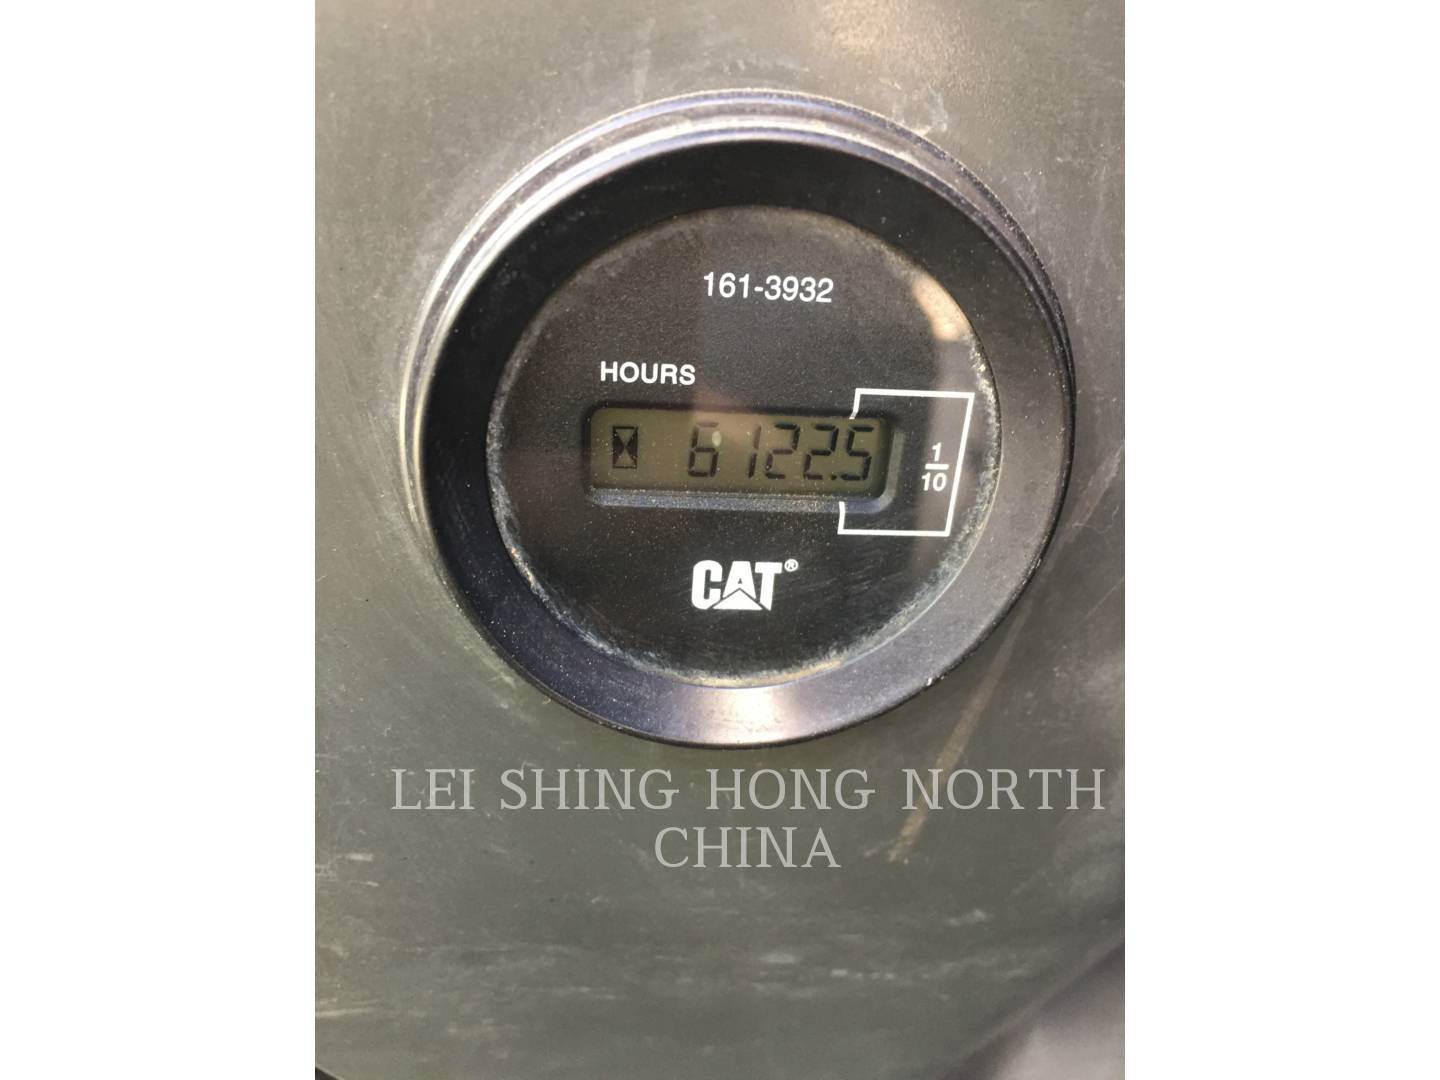 161-3932
HOURS
6122.5
1
10
CAT®
LEI SHING HONG NORTH
CHINA